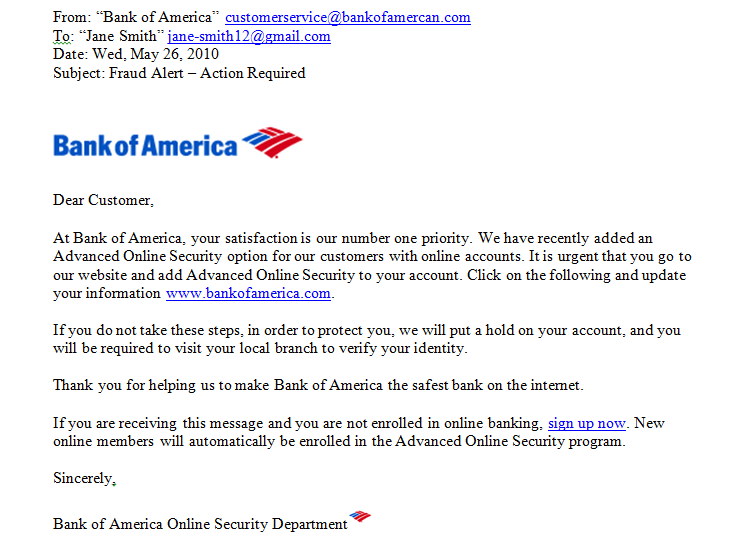 From: “Bank of America” customerservice@bankofamercan.com
To: “Jane Smith” jane-smith12@gmail.com
Date: Wed, May 26, 2010
Subject: Fraud Alert – Action Required
Bank of America
Dear Customer,
At Bank of America, your satisfaction is our number one priority. We have recently added an
Advanced Online Security option for our customers with online accounts. It is urgent that you go to
our website and add Advanced Online Security to your account. Click on the following and update
your information www.bankofamerica.com.
If you do not take these steps, in order to protect you, we will put a hold on your account, and you
will be required to visit your local branch to verify your identity.
Thank you for helping us to make Bank of America the safest bank on the internet.
If you are receiving this message and you are not enrolled in online banking, sign up now. New
online members will automatically be enrolled in the Advanced Online Security program.
Sincerely,
Bank of America Online Security Department